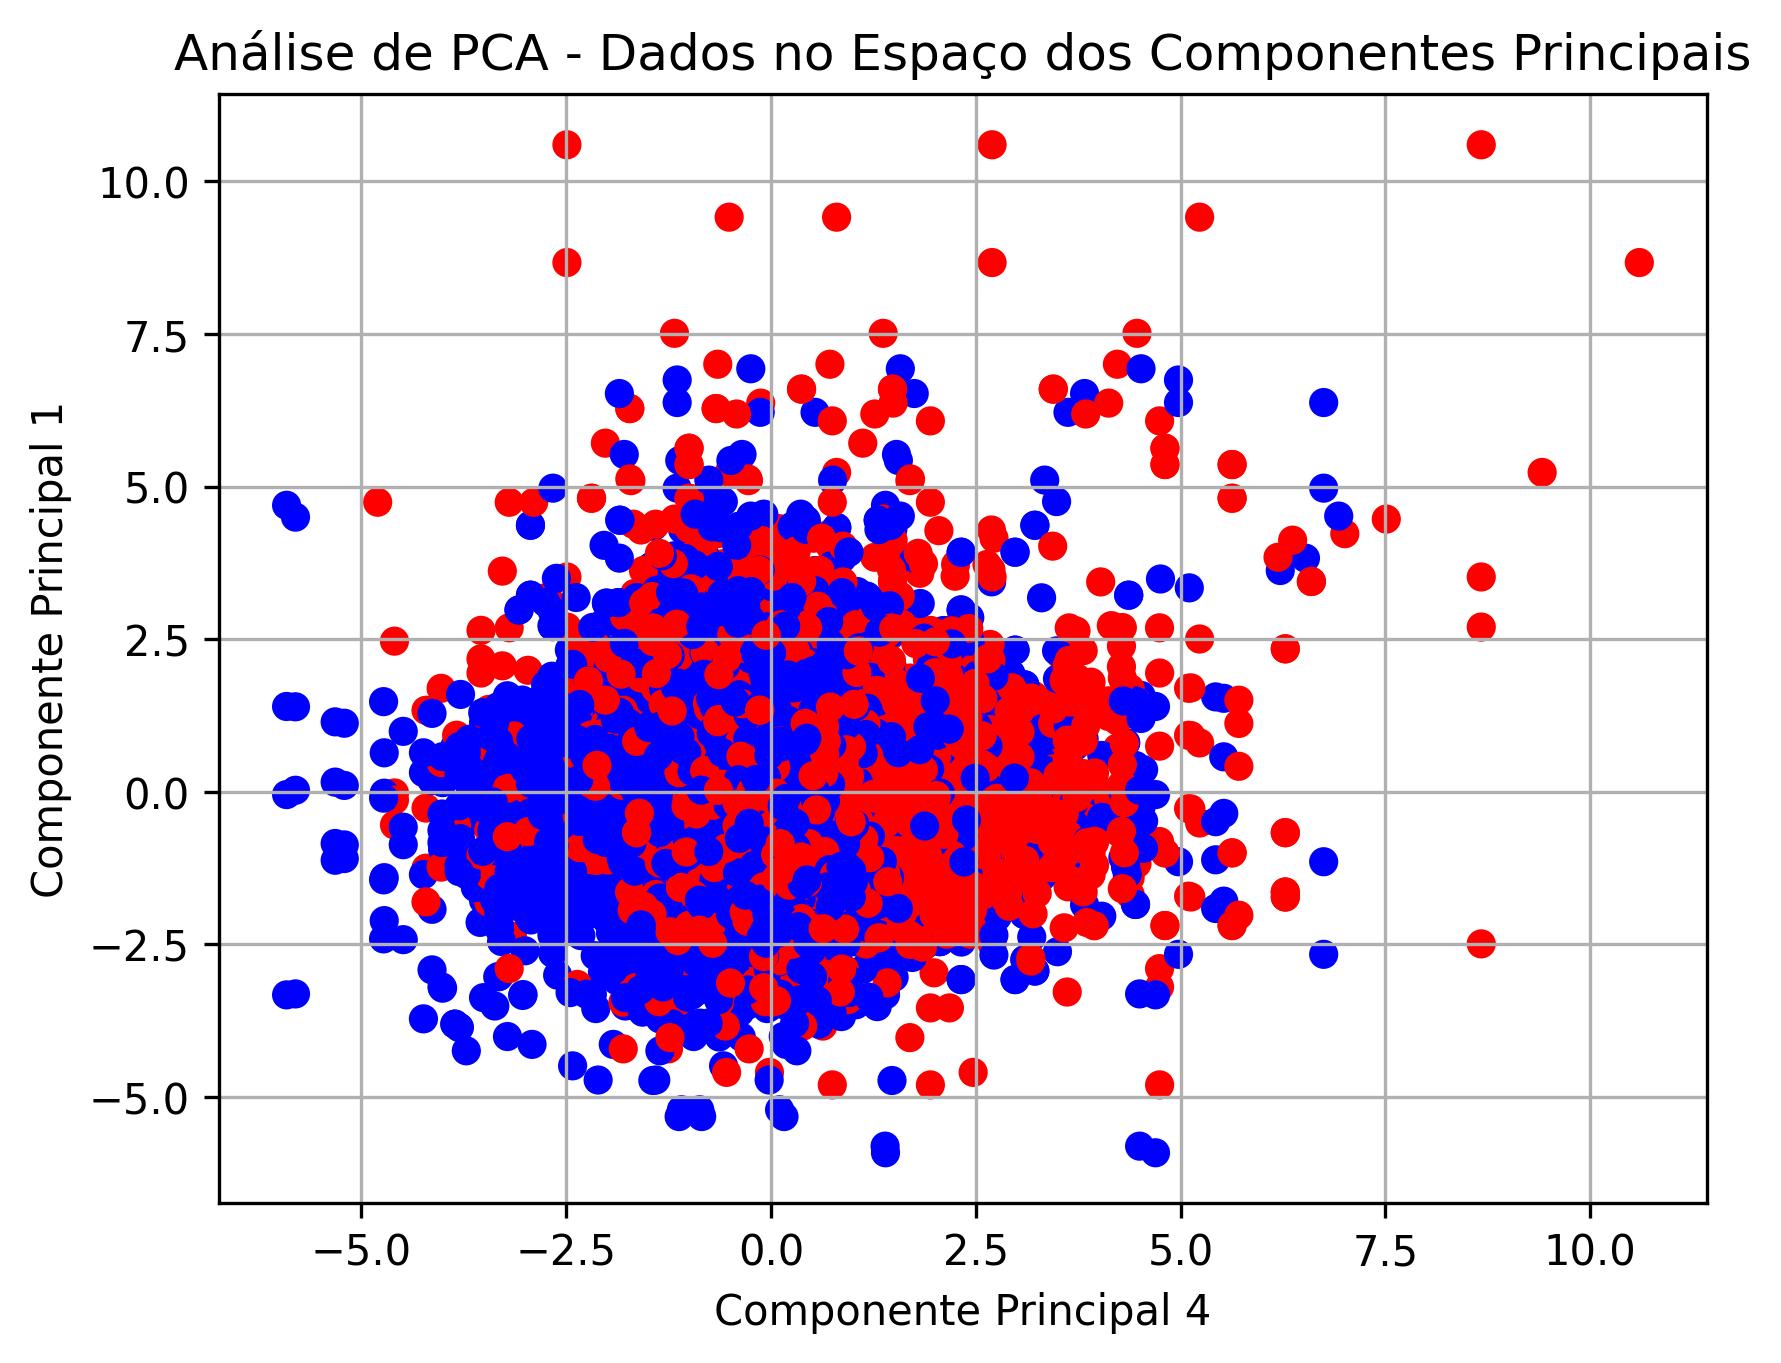 Análise de PCA - Dados no Espaço dos Componentes Principais
10.0
7.5
5.0
2.5
0.0
−2.5
−5.0
Componente Principal 1
−5.0 −2.5 0.0 2.5 5.0 7.5 10.0
Componente Principal 4